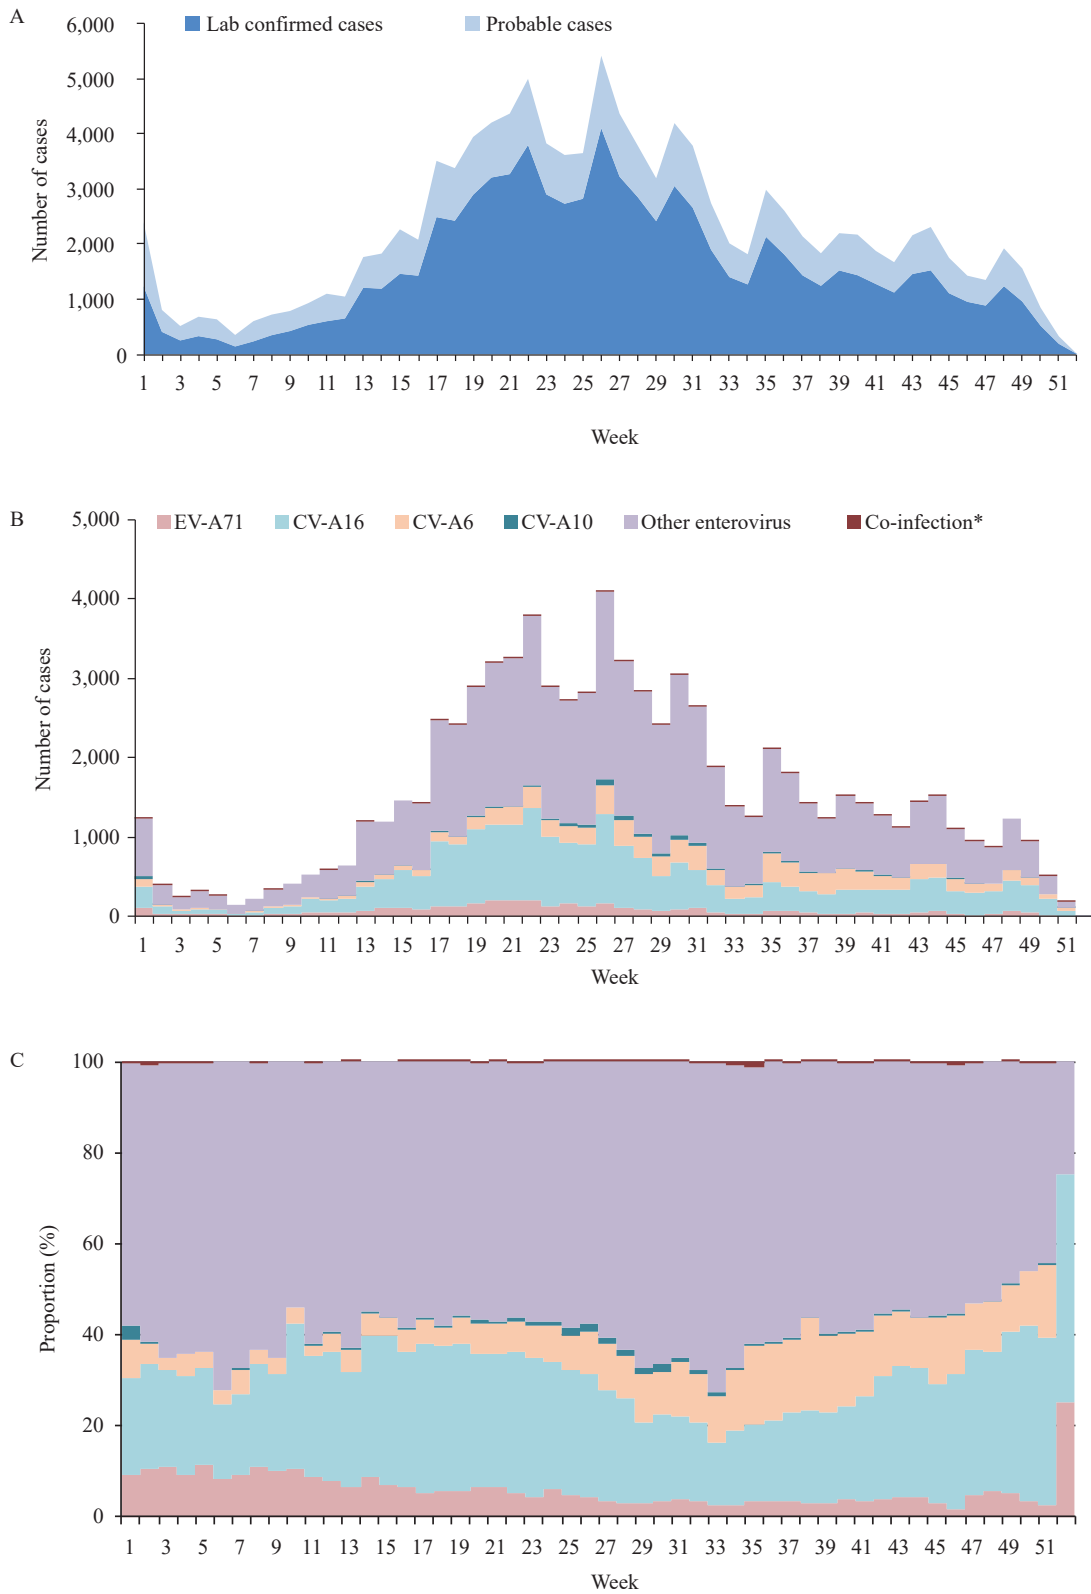 A
Lab confirmed cases Probable cases
6,000
5,000
4,000
3,000
2,000
1,000
0
Number of cases
1 3 5 7 9 11 13 15 17 19 21 23 25 27 29 31 33 35 37 39 41 43 45 47 49 51
Week
B
EV-A71 CV-A16 CV-A6 CV-A10 Other enterovirus Co-infection*
5,000
4,000
3,000
2,000
1,000
0
Number of cases
1 3 5 7 9 11 13 15 17 19 21 23 25 27 29 31 33 35 37 39 41 43 45 47 49 51
Week
C
100
80
60
40
20
0
Proportion (%)
1 3 5 7 9 11 13 15 17 19 21 23 25 27 29 31 33 35 37 39 41 43 45 47 49 51
Week